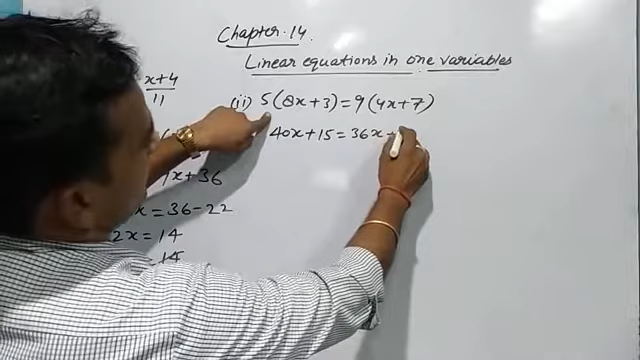 Chapter-14.
Linear equations in one variables
x+4
11
(ii) 5(8x+3)=9(4x+7)
40x+15=36x+
x+36
x=36-22
2x=14
=14